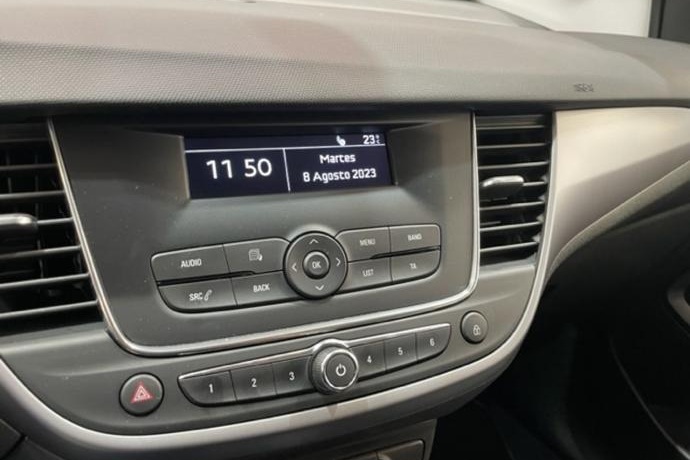 23°C
11 50
Martes
8 Agosto 2023
AUDIO
MENU
BAND
OK
SRC
BACK
LIST
TA
1 2 3 4 5 6